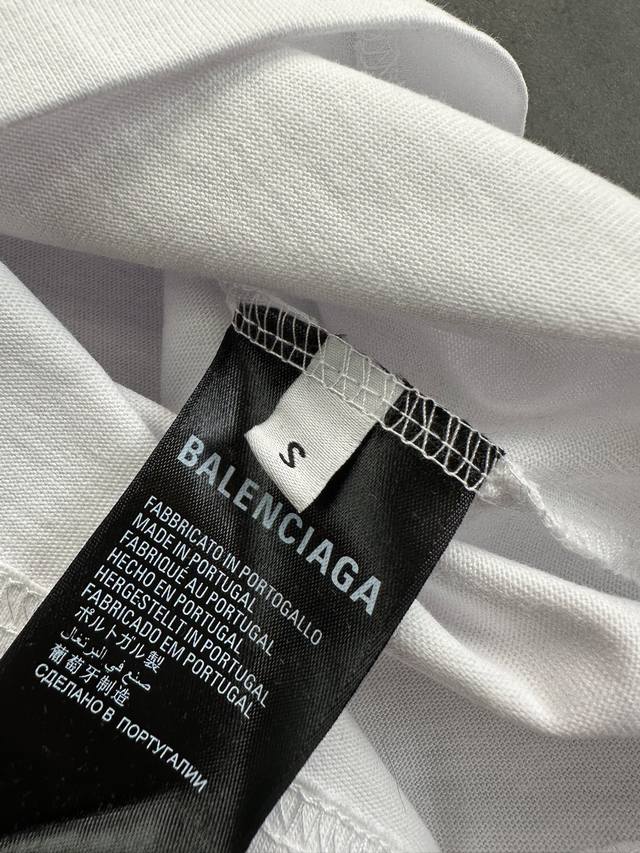 S
BALENCIAGA
FABBRICATO IN PORTOGALLO
MADE IN PORTUGAL
FABRIQUÉ AU PORTUGAL
HECHO EN PORTUGAL
HERGESTELLT IN PORTUGAL
FABRICADO EM PORTUGAL
ポルトガル製
صنع في البرتغال
葡萄牙制造
СДЕЛАНО В ПОРТУГАЛИИ